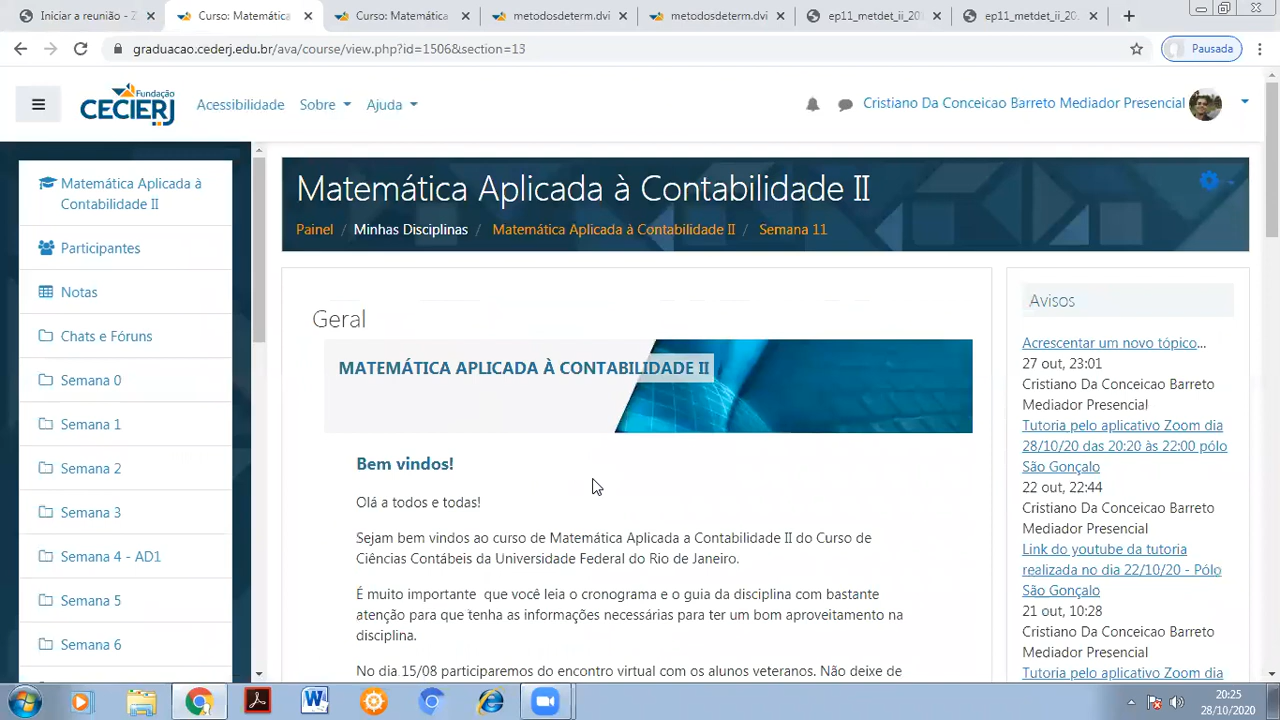 Iniciar a reunião - Z
Curso: Matemática
Curso: Matemática
metodosdeterm.dvi
metodosdeterm.dvi
ep11_metdet_ii_20
ep11_metdet_ii_20
graduacao.cederj.edu.br/ava/course/view.php?id=1506&section=13
Pausada
Fundação
CECIERJ
Acessibilidade
Sobre
Ajuda
Cristiano Da Conceicao Barreto Mediador Presencial
Matemática Aplicada à
Contabilidade II
Participantes
Notas
Chats e Fóruns
Semana 0
Semana 1
Semana 2
Semana 3
Semana 4 - AD1
Semana 5
Semana 6
Matemática Aplicada à Contabilidade II
Painel / Minhas Disciplinas / Matemática Aplicada à Contabilidade II / Semana 11
Geral
MATEMÁTICA APLICADA À CONTABILIDADE II
Bem vindos!
Olá a todos e todas!
Sejam bem vindos ao curso de Matemática Aplicada a Contabilidade II do Curso de
Ciências Contábeis da Universidade Federal do Rio de Janeiro.
É muito importante que você leia o cronograma e o guia da disciplina com bastante
atenção para que tenha as informações necessárias para ter um bom aproveitamento na
disciplina.
No dia 15/08 participaremos do encontro virtual com os alunos veteranos. Não deixe de
Avisos
Acrescentar um novo tópico...
27 out, 23:01
Cristiano Da Conceicao Barreto
Mediador Presencial
Tutoria pelo aplicativo Zoom dia
28/10/20 das 20:20 às 22:00 pólo
São Gonçalo
22 out, 22:44
Cristiano Da Conceicao Barreto
Mediador Presencial
Link do youtube da tutoria
realizada no dia 22/10/20 - Pólo
São Gonçalo
21 out, 10:28
Cristiano Da Conceicao Barreto
Mediador Presencial
Tutoria pelo aplicativo Zoom dia
20:25
28/10/2020